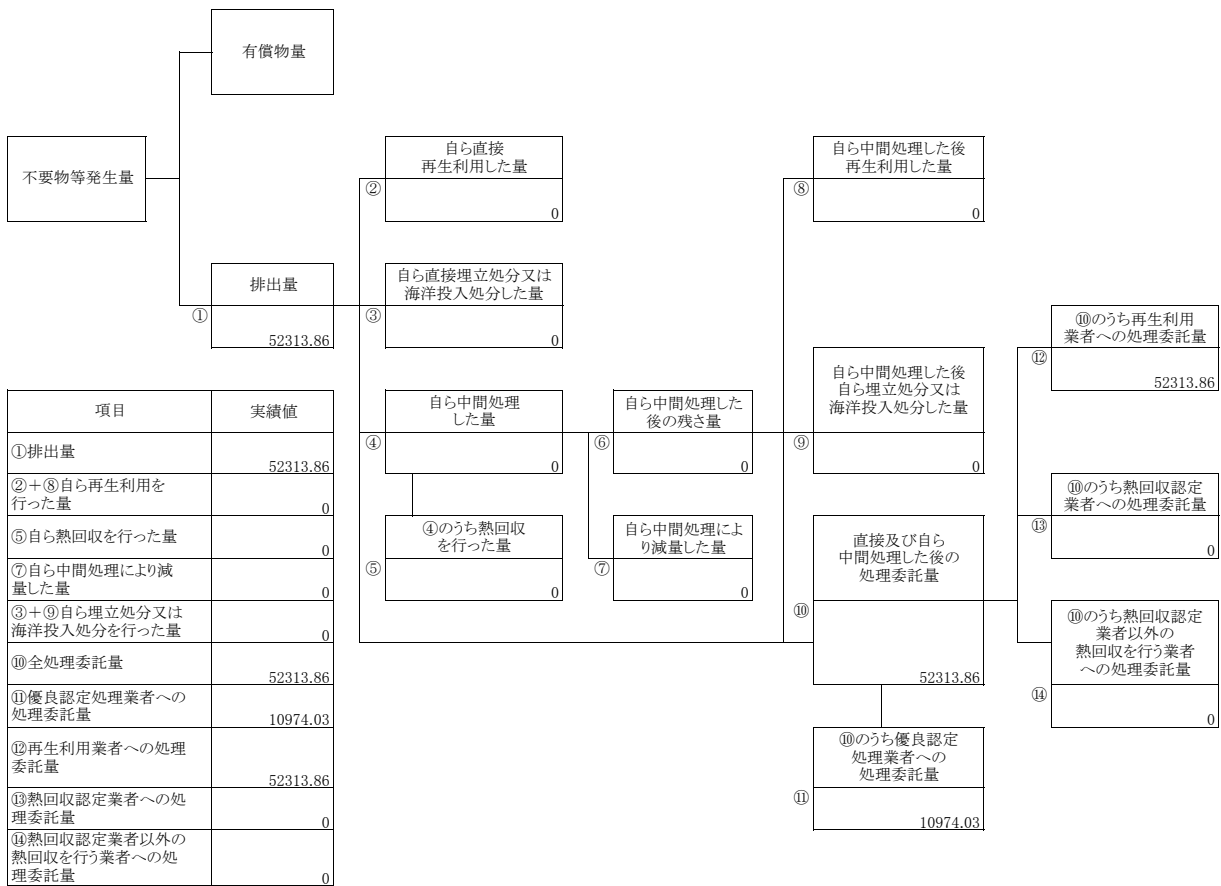 有償物量
不要物等発生量
排出量
①
52313.86
自ら直接
再生利用した量
②
0
自ら直接埋立処分又は
海洋投入処分した量
③
0
自ら中間処理
した量
④
0
④のうち熱回収
を行った量
⑤
0
自ら中間処理した
後の残さ量
⑥
0
自ら中間処理によ
り減量した量
⑦
0
自ら中間処理した後
再生利用した量
⑧
0
自ら中間処理した後
自ら埋立処分又は
海洋投入処分した量
⑨
0
直接及び自ら
中間処理した後の
処理委託量
⑩
52313.86
⑩のうち優良認定
処理業者への
処理委託量
⑪
10974.03
⑩のうち再生利用
業者への処理委託量
⑫
52313.86
⑩のうち熱回収認定
業者への処理委託量
⑬
0
⑩のうち熱回収認定
業者以外の
熱回収を行う業者
への処理委託量
⑭
0
項目 実績値
①排出量 52313.86
②+⑧自ら再生利用を
行った量 0
⑤自ら熱回収を行った量 0
⑦自ら中間処理により減
量した量 0
③+⑨自ら埋立処分又は
海洋投入処分を行った量 0
⑩全処理委託量 52313.86
⑪優良認定処理業者への
処理委託量 10974.03
⑫再生利用業者への処理
委託量 52313.86
⑬熱回収認定業者への処
理委託量 0
⑭熱回収認定業者以外の
熱回収を行う業者への処
理委託量 0